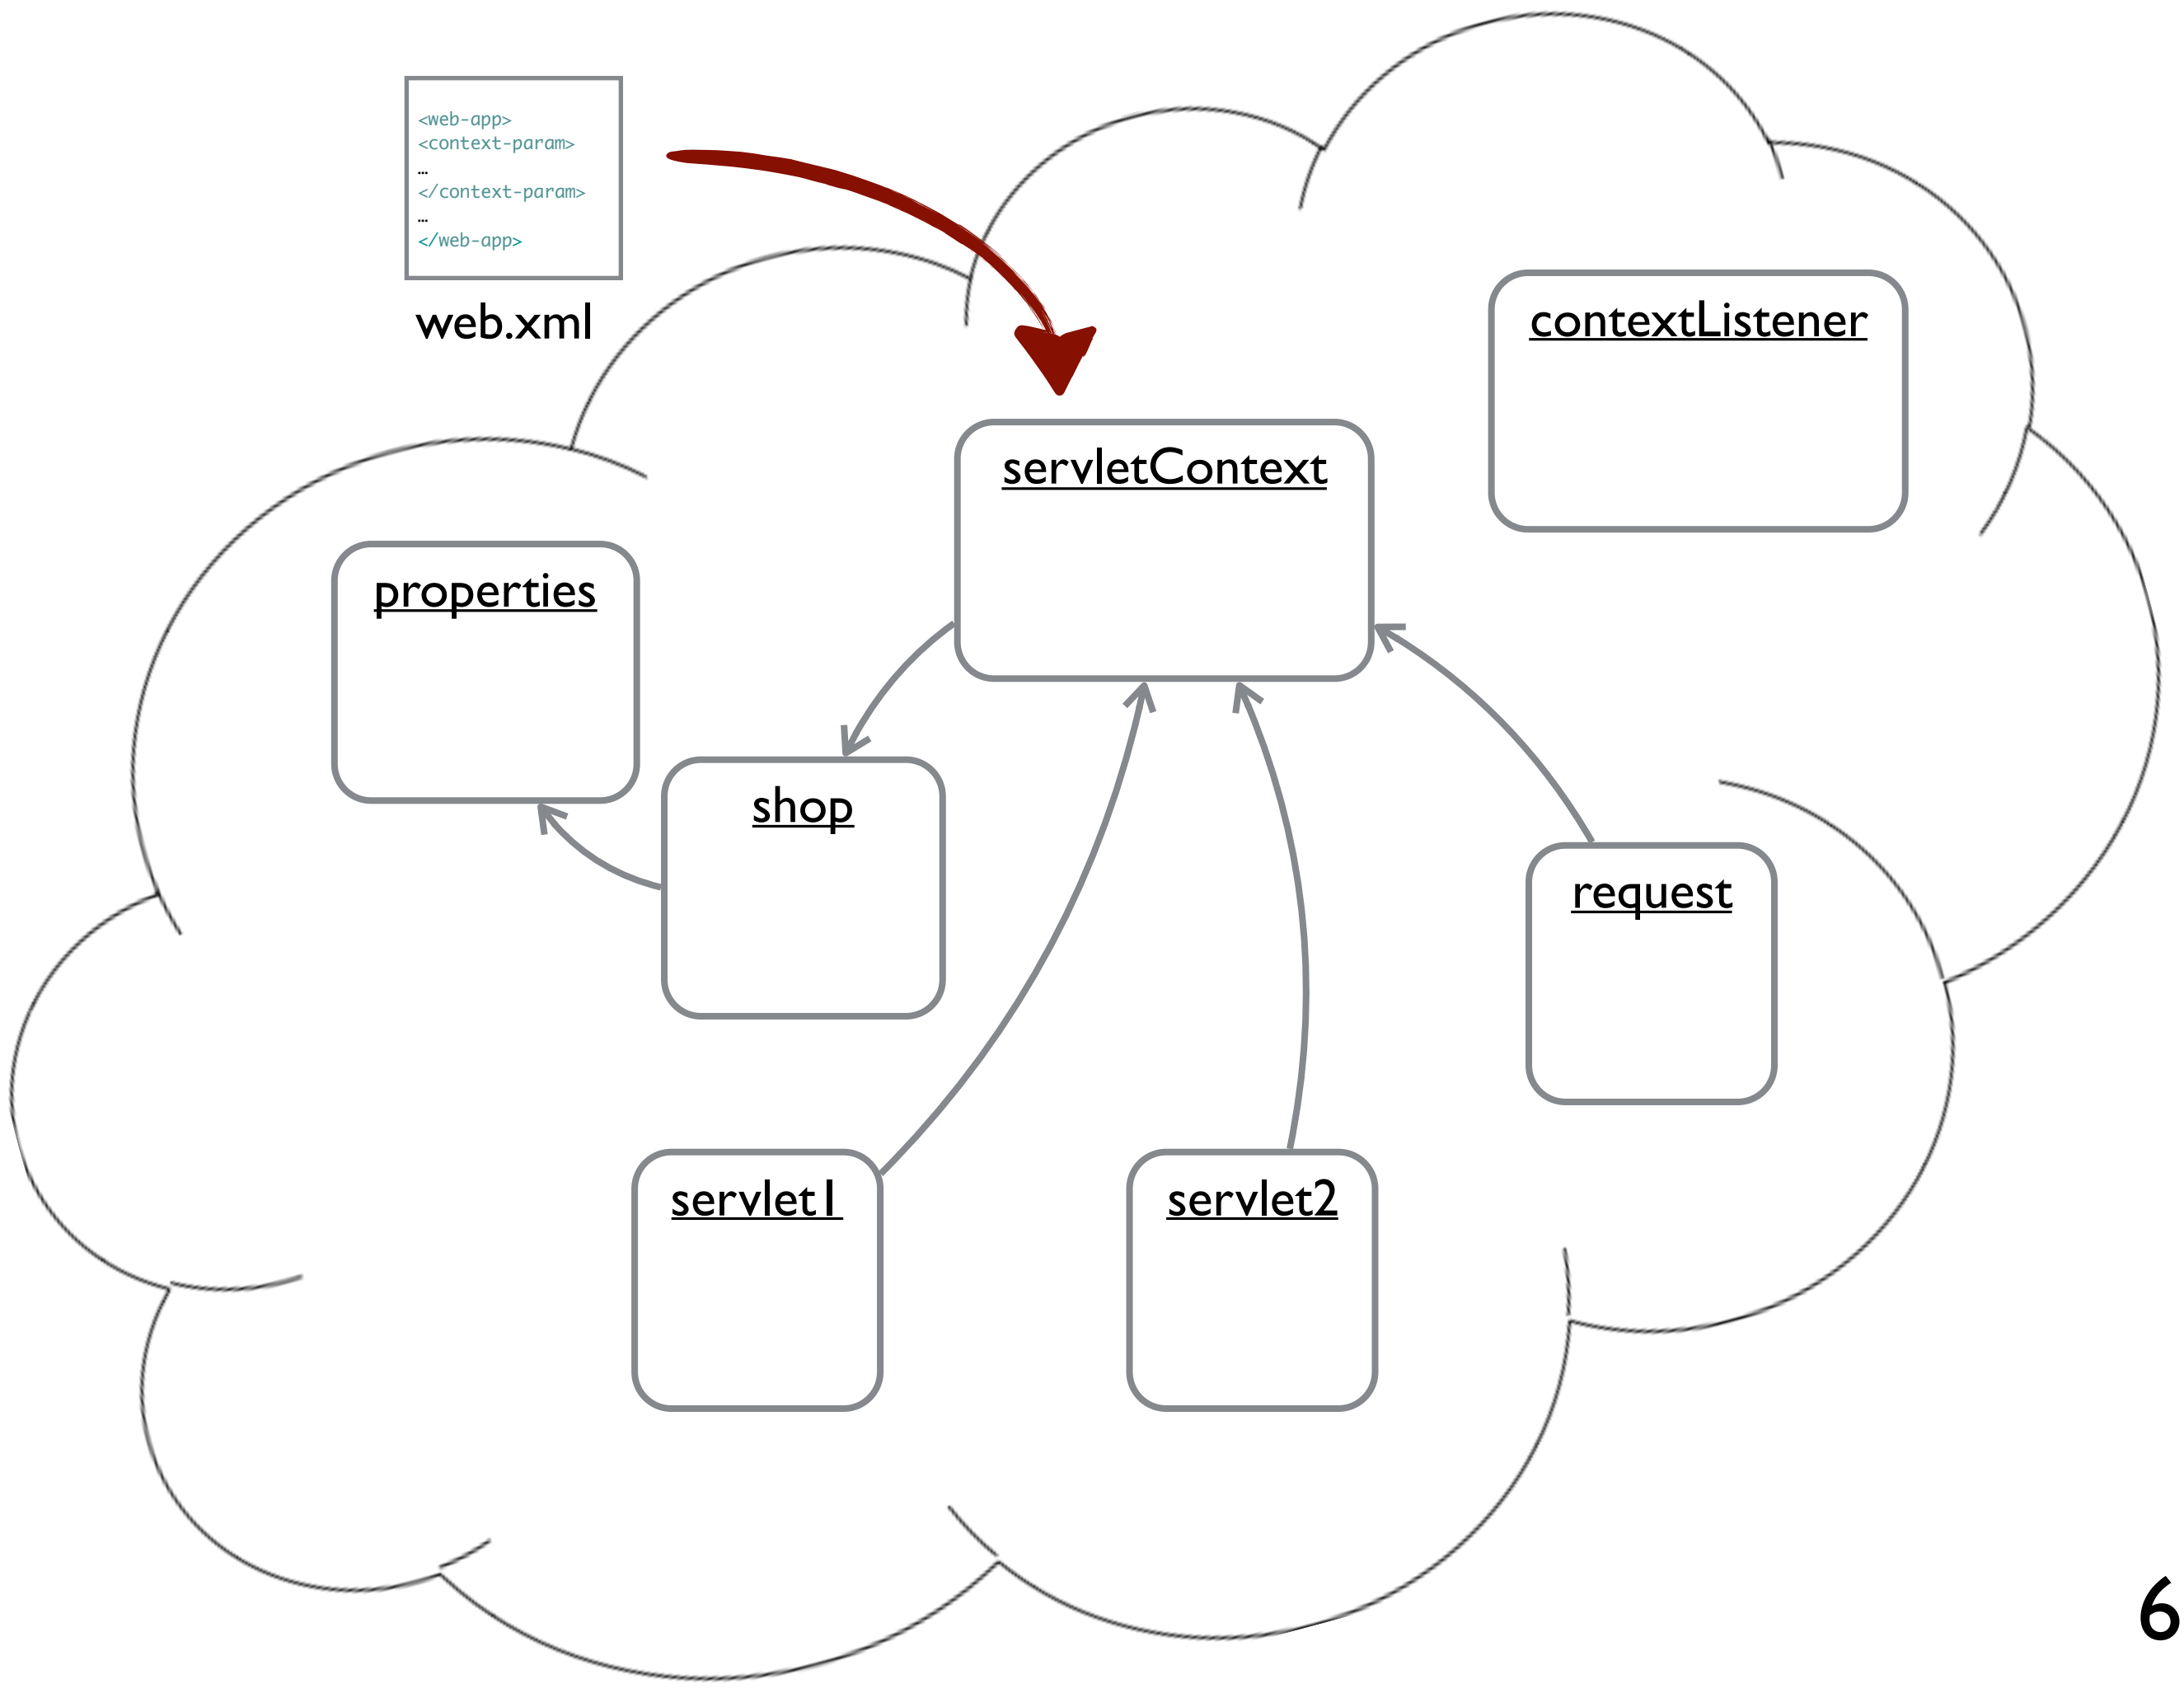 <web-app>
<context-param>
…
</context-param>
…
</web-app>
web.xml
contextListener
servletContext
properties
shop
request
servlet1
servlet2
6